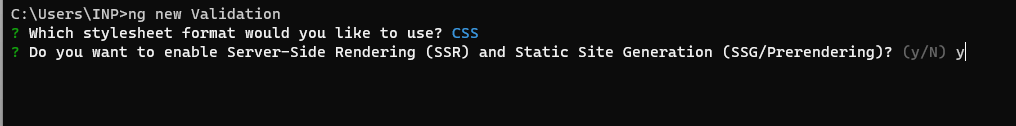 C:\Users\INP>ng new Validation
? Which stylesheet format would you like to use? CSS
? Do you want to enable Server-Side Rendering (SSR) and Static Site Generation (SSG/Prerendering)? (y/N) y